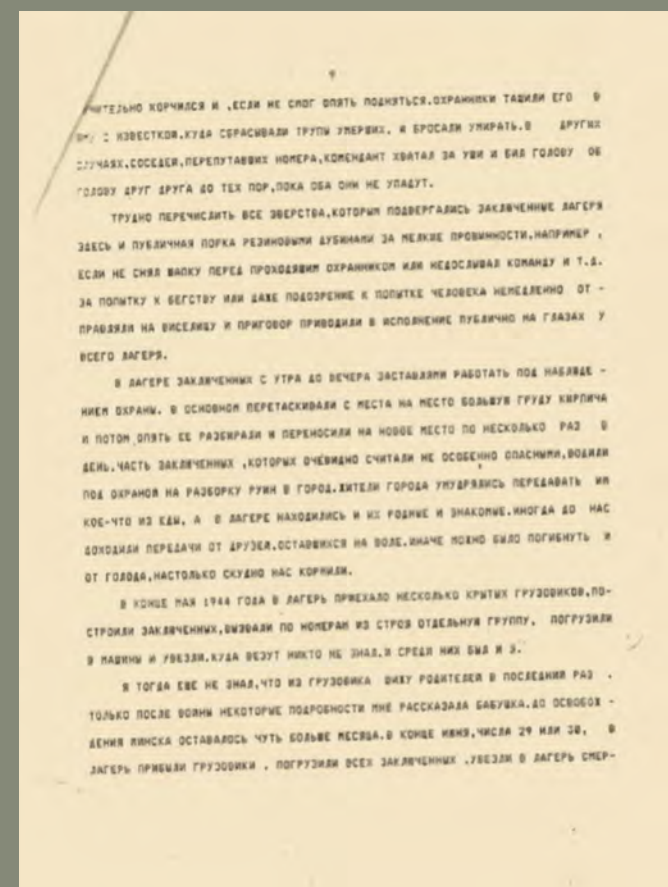 9
УЧИТЕЛЬНО КОРЧИЛСЯ И ,ЕСЛИ НЕ СМОГ ОПЯТЬ ПОДНЯТЬСЯ.ОХРАННИКИ ТАЩИЛИ ЕГО В
ЯМУ С ИЗВЕСТКОЙ.КУДА СБРАСЫВАЛИ ТРУПЫ УМЕРШИХ, И БРОСАЛИ УМИРАТЬ.В ДРУГИХ
СЛУЧАЯХ,СОСЕДЕЙ,ПЕРЕПУТАВШИХ НОМЕРА,КОМЕНДАНТ ХВАТАЛ ЗА УШИ И БИЛ ГОЛОВУ ОБ
ГОЛОВУ ДРУГ ДРУГА ДО ТЕХ ПОР,ПОКА ОБА ОНИ НЕ УПАДУТ.
ТРУДНО ПЕРЕЧИСЛИТЬ ВСЕ ЗВЕРСТВА,КОТОРЫМ ПОДВЕРГАЛИСЬ ЗАКЛЮЧЕННЫЕ ЛАГЕРЯ
ЗДЕСЬ И ПУБЛИЧНАЯ ПОРКА РЕЗИНОВЫМИ ДУБИНАМИ ЗА МЕЛКИЕ ПРОВИННОСТИ,НАПРИМЕР ,
ЕСЛИ НЕ СНЯЛ ШАПКУ ПЕРЕД ПРОХОДЯЩИМ ОХРАННИКОМ ИЛИ НЕДОСЛЫШАЛ КОМАНДУ И Т.Д.
ЗА ПОПЫТКУ К БЕГСТВУ ИЛИ ДАЖЕ ПОДОЗРЕНИЕ К ПОПЫТКЕ ЧЕЛОВЕКА НЕМЕДЛЕННО ОТ -
ПРАВЛЯЛИ НА ВИСЕЛИЦУ И ПРИГОВОР ПРИВОДИЛИ В ИСПОЛНЕНИЕ ПУБЛИЧНО НА ГЛАЗАХ У
ВСЕГО ЛАГЕРЯ.
В ЛАГЕРЕ ЗАКЛЮЧЕННЫХ С УТРА ДО ВЕЧЕРА ЗАСТАВЛЯЛИ РАБОТАТЬ ПОД НАБЛЮДЕ -
НИЕМ ОХРАНЫ. В ОСНОВНОМ ПЕРЕТАСКИВАЛИ С МЕСТА НА МЕСТО БОЛЬШУЮ ГРУДУ КИРПИЧА
И ПОТОМ ОПЯТЬ ЕЕ РАЗБИРАЛИ И ПЕРЕНОСИЛИ НА НОВОЕ МЕСТО ПО НЕСКОЛЬКО РАЗ В
ДЕНЬ.ЧАСТЬ ЗАКЛЮЧЕННЫХ ,КОТОРЫХ ОЧЕВИДНО СЧИТАЛИ НЕ ОСОБЕННО ОПАСНЫМИ,ВОДИЛИ
ПОД ОХРАНОЙ НА РАЗБОРКУ РУИН В ГОРОД.ЖИТЕЛИ ГОРОДА УМУДРЯЛИСЬ ПЕРЕДАВАТЬ ИМ
КОЕ-ЧТО ИЗ ЕДЫ, А В ЛАГЕРЕ НАХОДИЛИСЬ И ИХ РОДНЫЕ И ЗНАКОМЫЕ.ИНОГДА ДО НАС
ДОХОДИЛИ ПЕРЕДАЧИ ОТ ДРУЗЕЙ,ОСТАВШИХСЯ НА ВОЛЕ.ИНАЧЕ МОЖНО БЫЛО ПОГИБНУТЬ И
ОТ ГОЛОДА,НАСТОЛЬКО СКУДНО НАС КОРМИЛИ.
В КОНЦЕ МАЯ 1944 ГОДА В ЛАГЕРЬ ПРИЕХАЛО НЕСКОЛЬКО КРЫТЫХ ГРУЗОВИКОВ,ПО-
СТРОИЛИ ЗАКЛЮЧЕННЫХ,ВЫЗВАЛИ ПО НОМЕРАМ ИЗ СТРОЯ ОТДЕЛЬНУЮ ГРУППУ, ПОГРУЗИЛИ
В МАШИНЫ И УВЕЗЛИ.КУДА ВЕЗУТ НИКТО НЕ ЗНАЛ.И СРЕДИ НИХ БЫЛ И Я.
Я ТОГДА ЕЩЕ НЕ ЗНАЛ,ЧТО ИЗ ГРУЗОВИКА ВИЖУ РОДИТЕЛЕЙ В ПОСЛЕДНИЙ РАЗ .
ТОЛЬКО ПОСЛЕ ВОЙНЫ НЕКОТОРЫЕ ПОДРОБНОСТИ МНЕ РАССКАЗАЛА БАБУШКА.ДО ОСВОБОЖ -
ДЕНИЯ МИНСКА ОСТАВАЛОСЬ ЧУТЬ БОЛЬШЕ МЕСЯЦА.В КОНЦЕ ИЮНЯ,ЧИСЛА 29 ИЛИ 30, В
ЛАГЕРЬ ПРИБЫЛИ ГРУЗОВИКИ . ПОГРУЗИЛИ ВСЕХ ЗАКЛЮЧЕННЫХ .УВЕЗЛИ В ЛАГЕРЬ СМЕР-